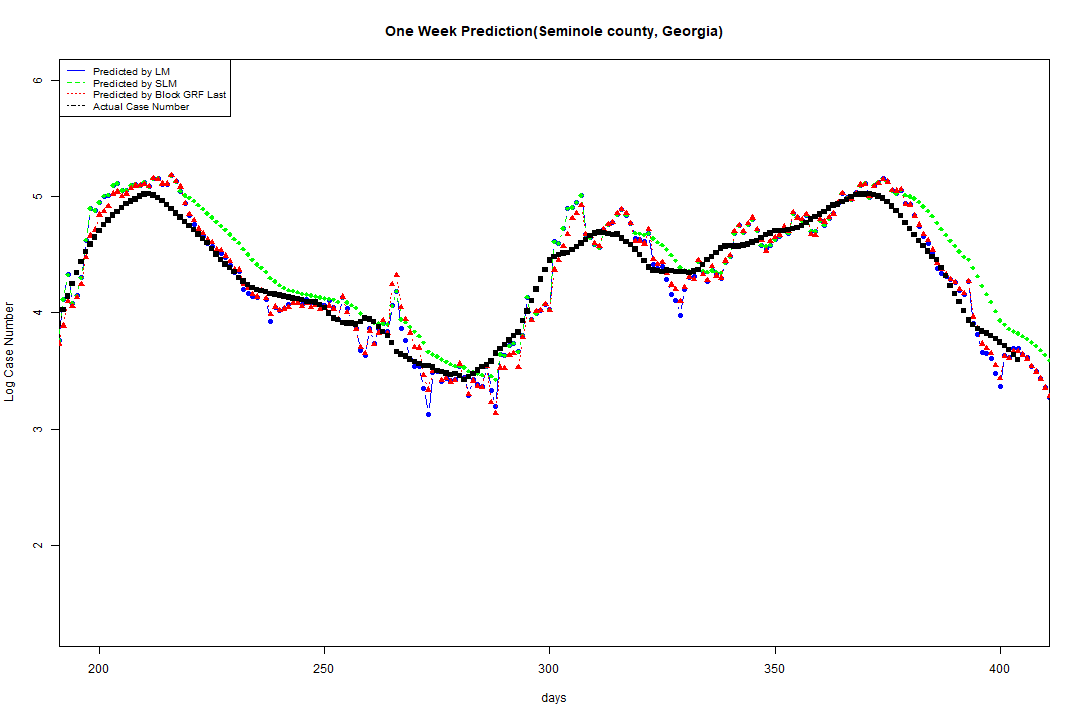 One Week Prediction(Seminole county, Georgia)
Predicted by LM
Predicted by SLM
Predicted by Block GRF Last
Actual Case Number
Log Case Number
6
5
4
3
2
200 250 300 350 400
days